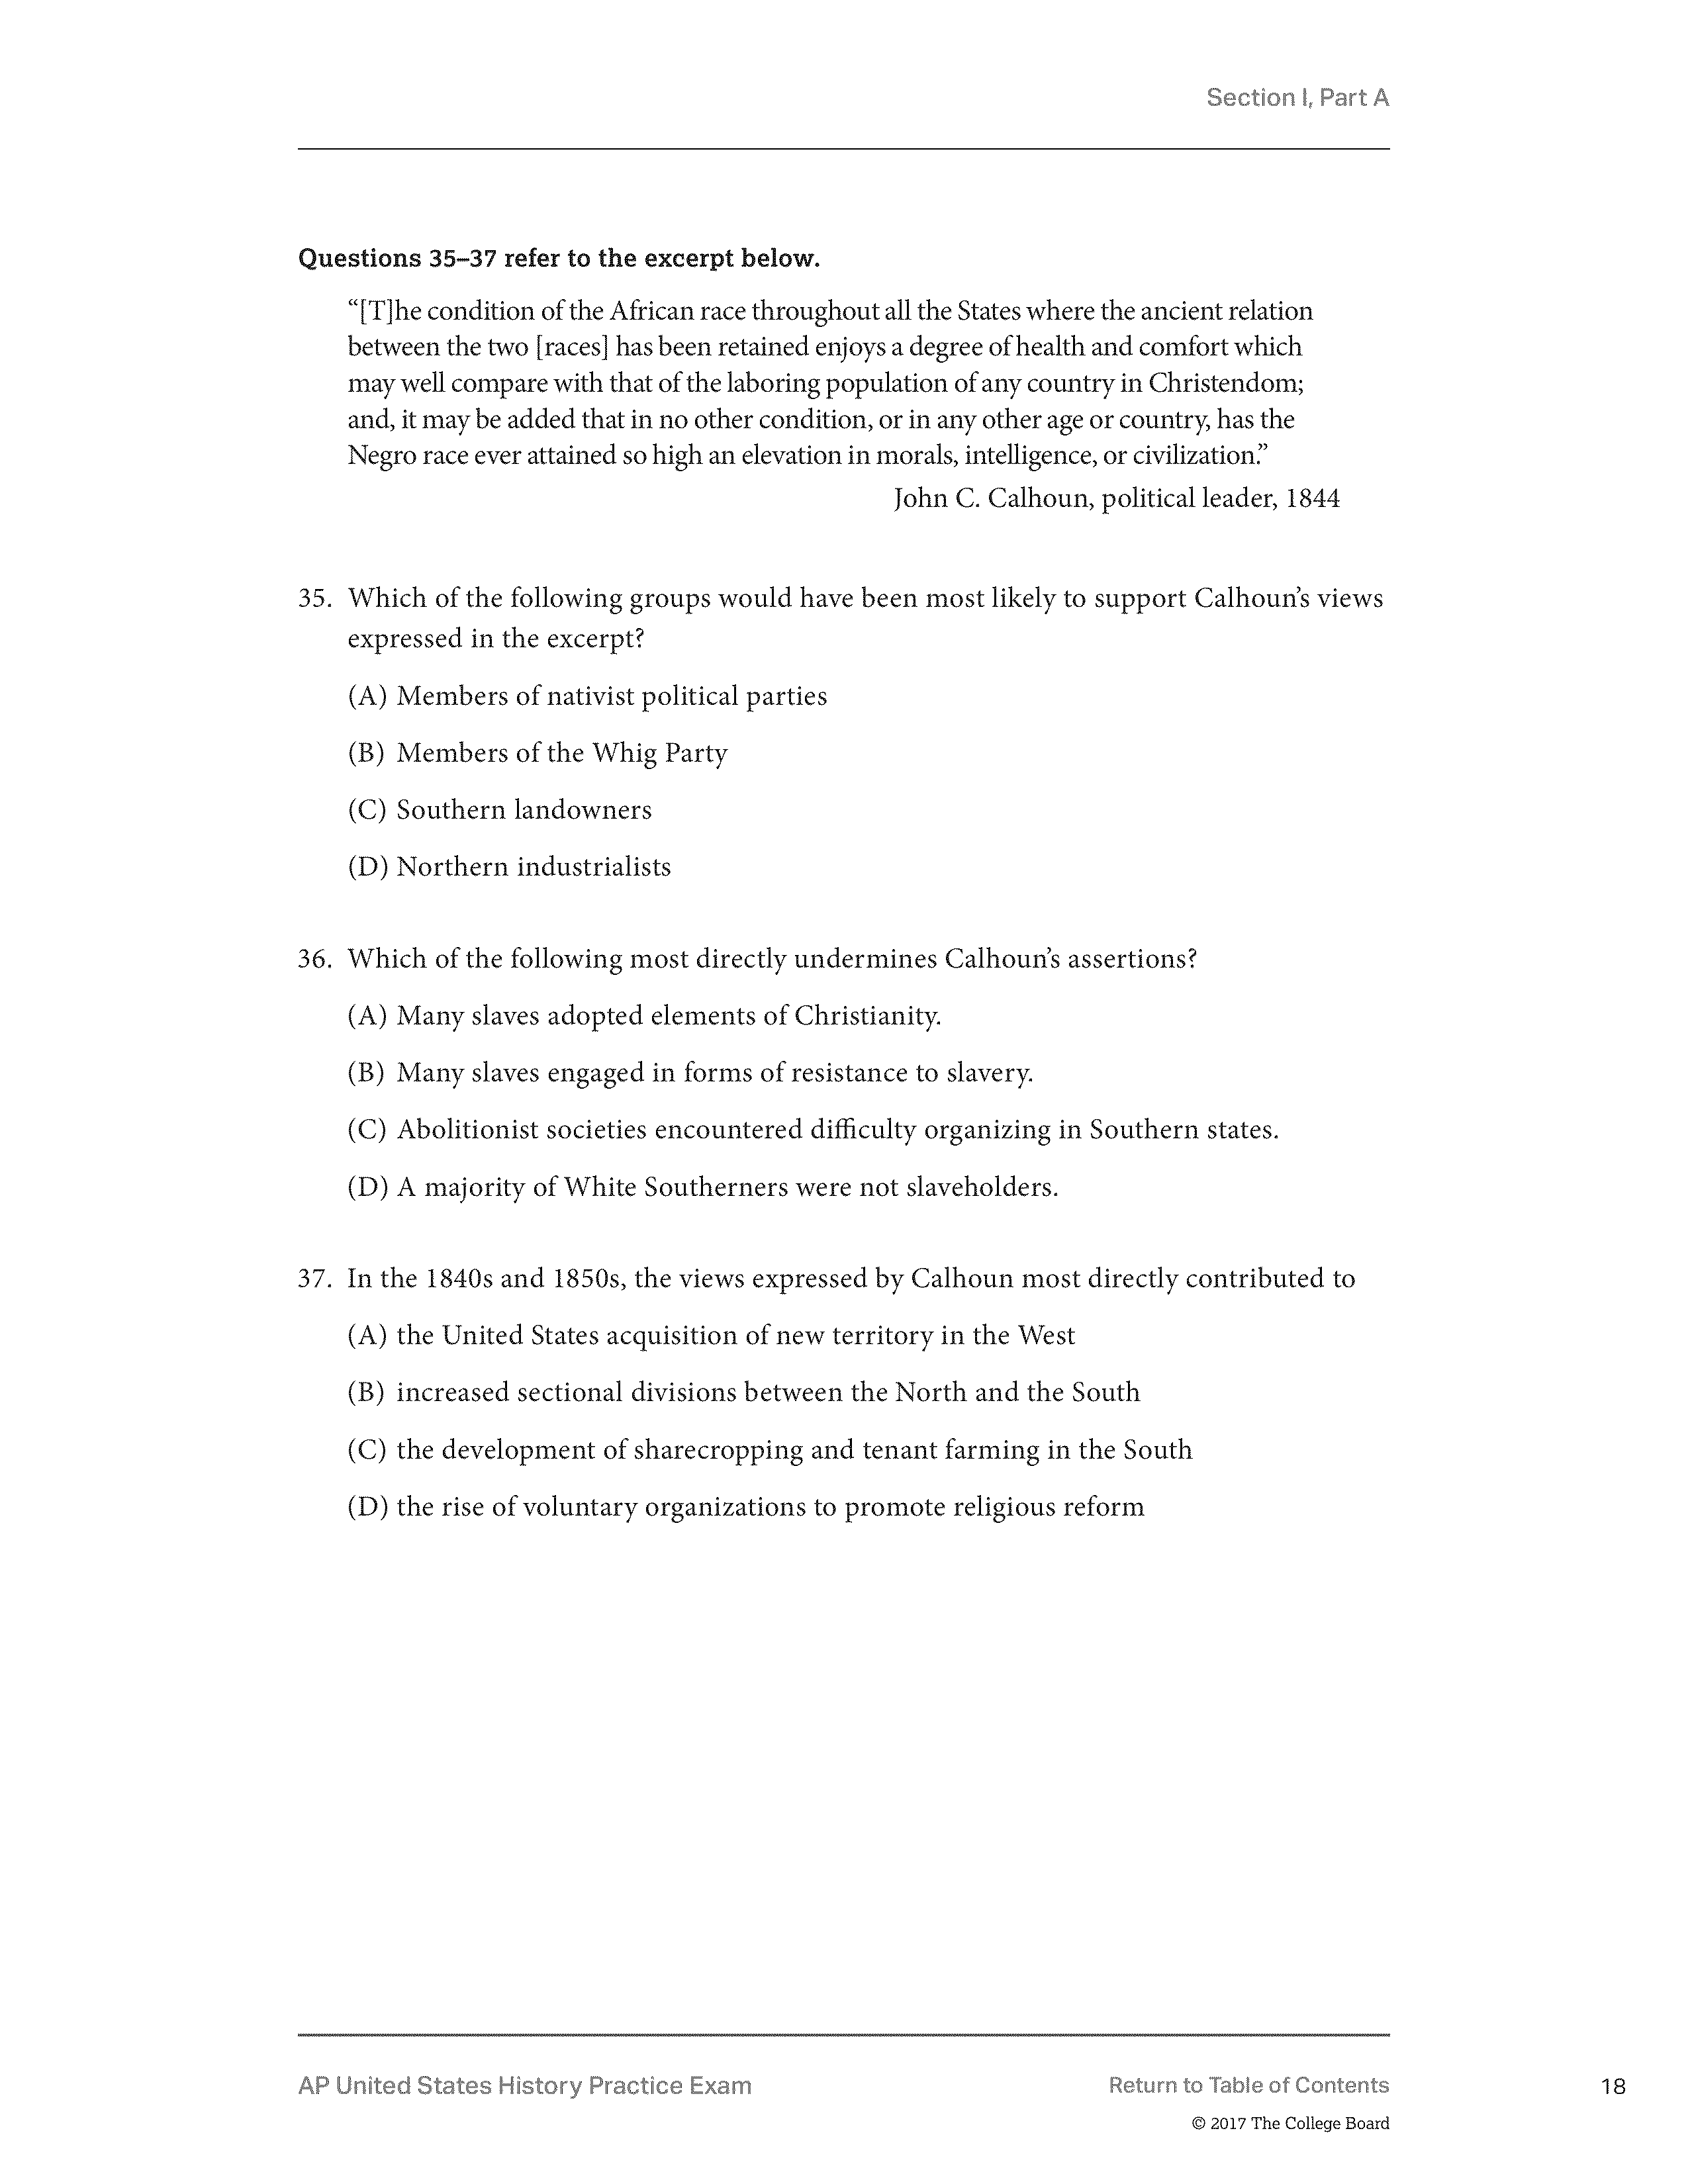 Section I, Part A
Questions 35–37 refer to the excerpt below.
“[T]he condition of the African race throughout all the States where the ancient relation
between the two [races] has been retained enjoys a degree of health and comfort which
may well compare with that of the laboring population of any country in Christendom;
and, it may be added that in no other condition, or in any other age or country, has the
Negro race ever attained so high an elevation in morals, intelligence, or civilization.”
John C. Calhoun, political leader, 1844
35. Which of the following groups would have been most likely to support Calhoun’s views
expressed in the excerpt?
(A) Members of nativist political parties
(B) Members of the Whig Party
(C) Southern landowners
(D) Northern industrialists
36. Which of the following most directly undermines Calhoun’s assertions?
(A) Many slaves adopted elements of Christianity.
(B) Many slaves engaged in forms of resistance to slavery.
(C) Abolitionist societies encountered difficulty organizing in Southern states.
(D) A majority of White Southerners were not slaveholders.
37. In the 1840s and 1850s, the views expressed by Calhoun most directly contributed to
(A) the United States acquisition of new territory in the West
(B) increased sectional divisions between the North and the South
(C) the development of sharecropping and tenant farming in the South
(D) the rise of voluntary organizations to promote religious reform
AP United States History Practice Exam
Return to Table of Contents
18
© 2017 The College Board